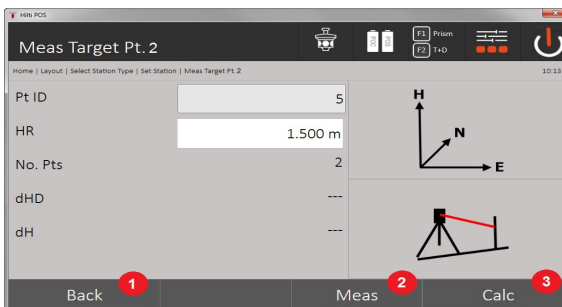 Hilti POS
Meas Target Pt. 2
POC
POS
F1 Prism
F2 T+D
Home | Layout | Select Station Type | Set Station | Meas Target Pt. 2
10:13
Pt ID
5
HR
1.500 m
No. Pts
2
dHD
---
dH
---
H
N
E
Back
1
Meas
2
Calc
3